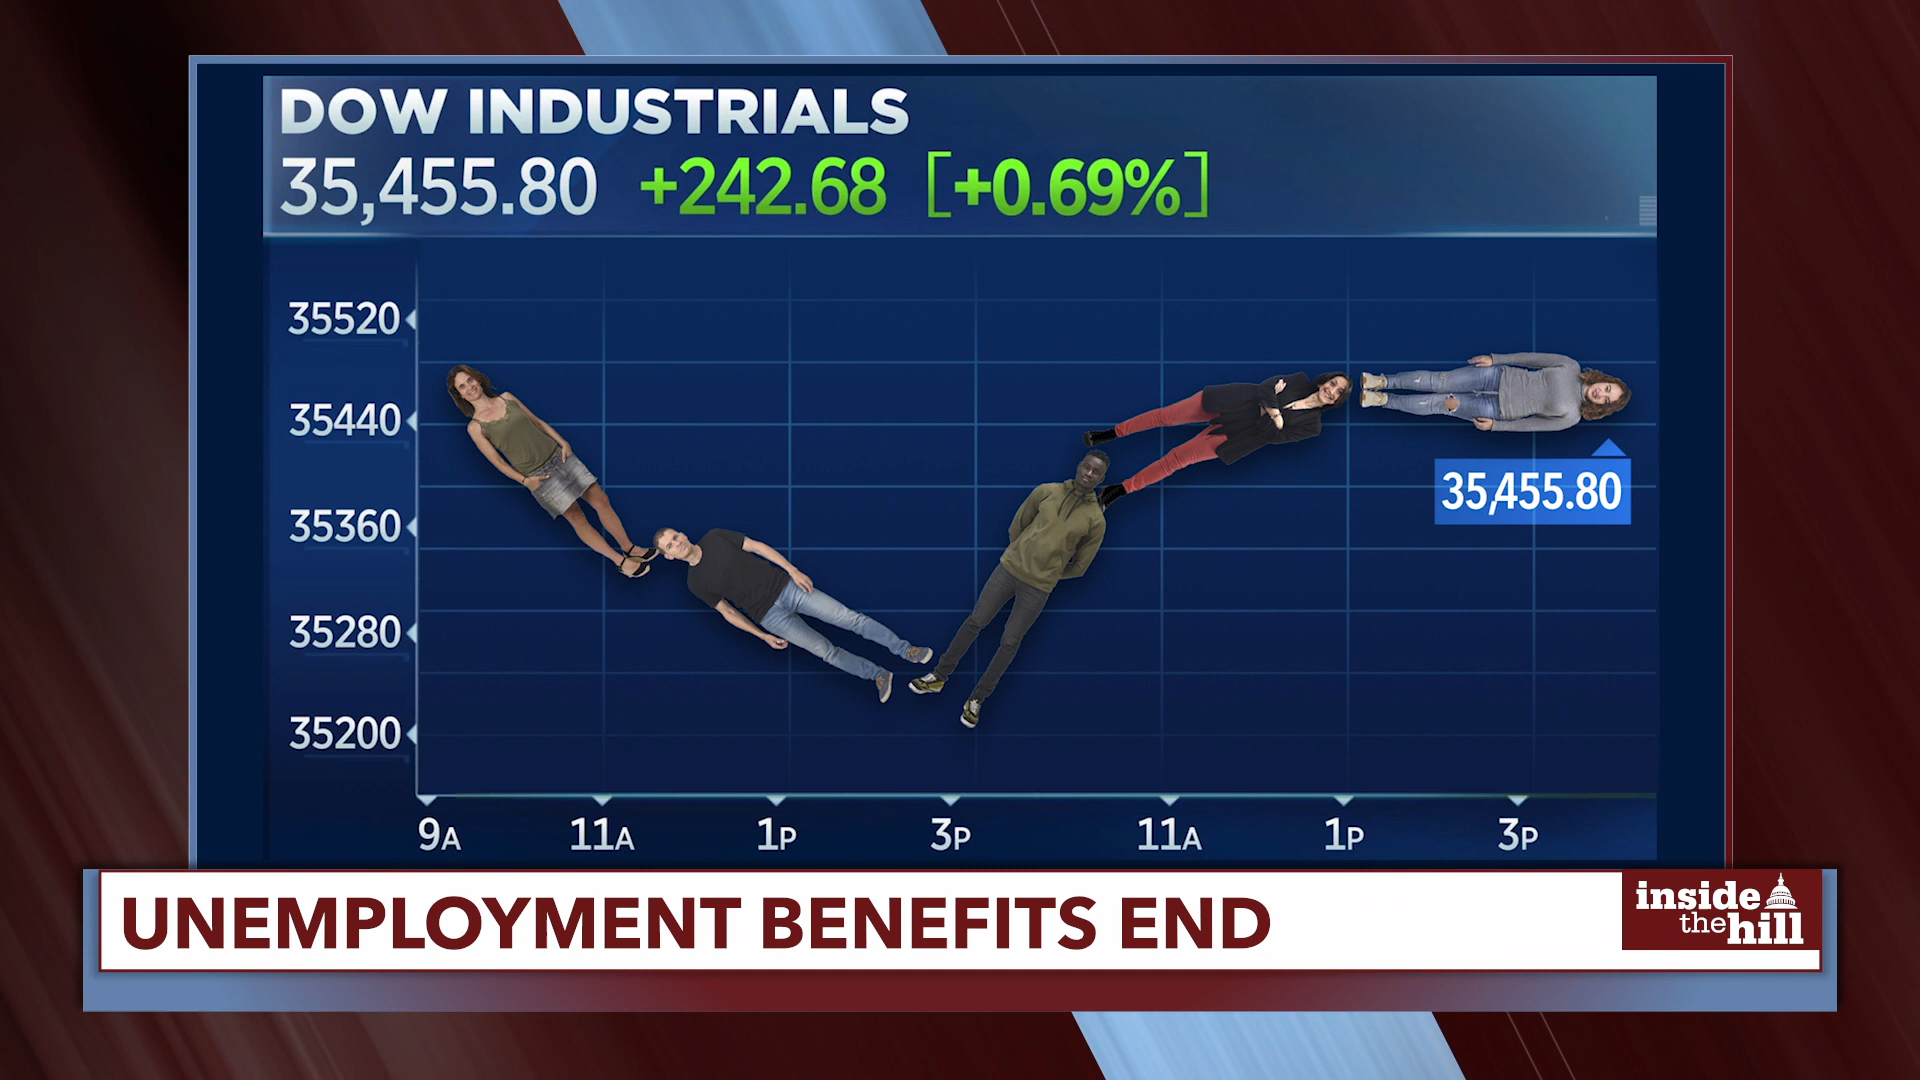 DOW INDUSTRIALS
35,455.80 +242.68 [+0.69%]
35520
35440
35360
35280
35200
35,455.80
9A 11A 1P 3P 11A 1P 3P
UNEMPLOYMENT BENEFITS END
inside
the hill